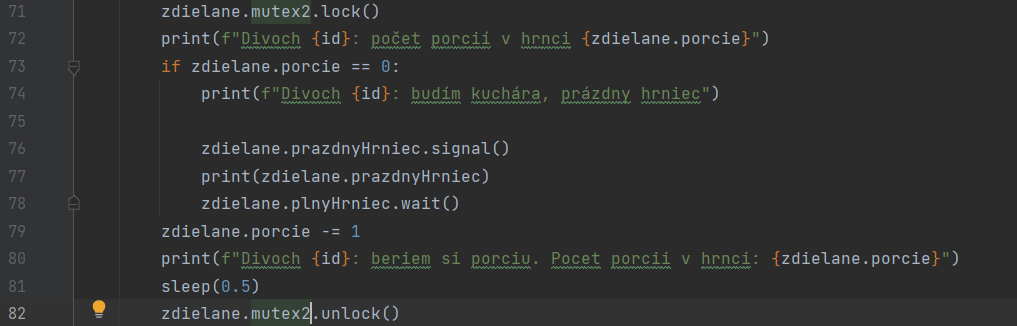 71 zdielane.mutex2.lock()
72 print(f"Divoch {id}: počet porcií v hrnci {zdielane.porcie}")
73 if zdielane.porcie == 0:
74 print(f"Divoch {id}: budím kuchára, prázdny hrniec")
75
76 zdielane.prazdnyHrniec.signal()
77 print(zdielane.prazdnyHrniec)
78 zdielane.plnyHrniec.wait()
79 zdielane.porcie -= 1
80 print(f"Divoch {id}: beriem si porciu. Pocet porcii v hrnci: {zdielane.porcie}")
81 sleep(0.5)
82 zdielane.mutex2.unlock()